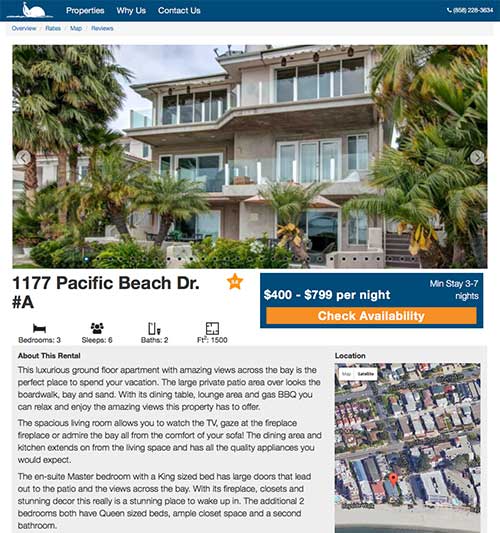 Properties Why Us Contact Us (858) 228-3634
Overview / Rates / Map / Reviews
1177 Pacific Beach Dr.
#A
$400 - $799 per night
Min Stay 3-7
nights
Check Availability
Bedrooms: 3 Sleeps: 6 Baths: 2 Ft²: 1500
About This Rental
This luxurious ground floor apartment with amazing views across the bay is the
perfect place to spend your vacation. The large private patio area over looks the
boardwalk, bay and sand. With its dining table, lounge area and gas BBQ you
can relax and enjoy the amazing views this property has to offer.
The spacious living room allows you to watch the TV, gaze at the fireplace
fireplace or admire the bay all from the comfort of your sofa! The dining area and
kitchen extends on from the living space and has all the quality appliances you
would expect.
The en-suite Master bedroom with a King sized bed has large doors that lead
out to the patio and the views across the bay. With its fireplace, closets and
stunning decor this really is a stunning place to wake up in. The additional 2
bedrooms both have Queen sized beds, ample closet space and a second
bathroom.
Location
Map Satellite
Bayside Walk